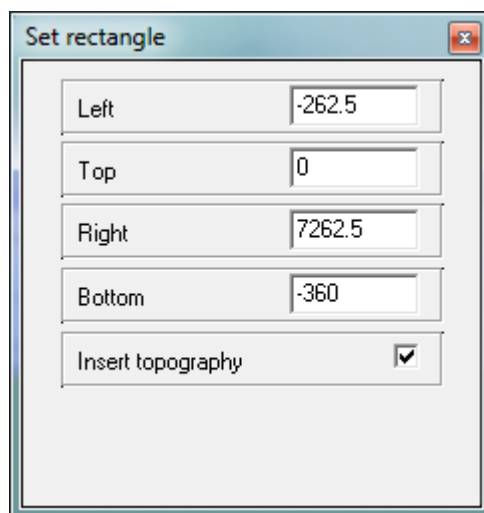 Set rectangle
Left -262.5
Top 0
Right 7262.5
Bottom -360
Insert topography